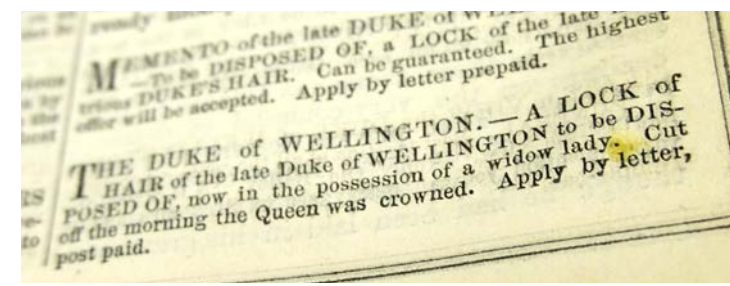 MEMENTO of the late DUKE of
—To be DISPOSED OF, a LOCK of the late
trious DUKE'S HAIR. Can be guaranteed. The highest
offer will be accepted. Apply by letter prepaid.
THE DUKE of WELLINGTON.—A LOCK of
HAIR of the late Duke of WELLINGTON to be DIS-
POSED OF, now in the possession of a widow lady. Cut
off the morning the Queen was crowned. Apply by letter,
post paid.